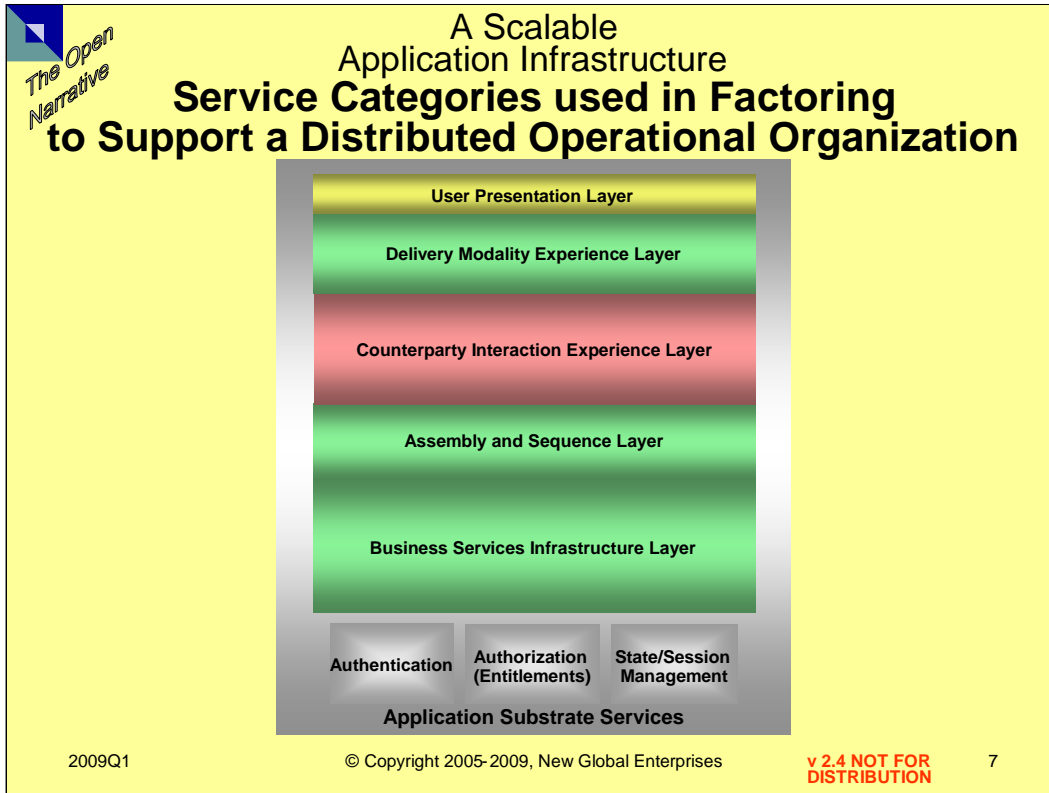 The Open
Narrative
A Scalable
Application Infrastructure
Service Categories used in Factoring
to Support a Distributed Operational Organization
User Presentation Layer
Delivery Modality Experience Layer
Counterparty Interaction Experience Layer
Assembly and Sequence Layer
Business Services Infrastructure Layer
Authentication
Authorization
(Entitlements)
State/Session
Management
Application Substrate Services
2009Q1
© Copyright 2005-2009, New Global Enterprises
v 2.4 NOT FOR
DISTRIBUTION
7